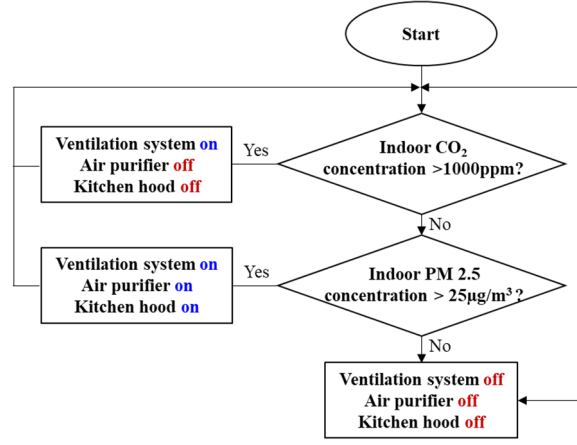 Start
Indoor CO₂
concentration >1000ppm?
Yes
Ventilation system on
Air purifier off
Kitchen hood off
No
Indoor PM 2.5
concentration > 25μg/m³ ?
Yes
Ventilation system on
Air purifier on
Kitchen hood on
No
Ventilation system off
Air purifier off
Kitchen hood off